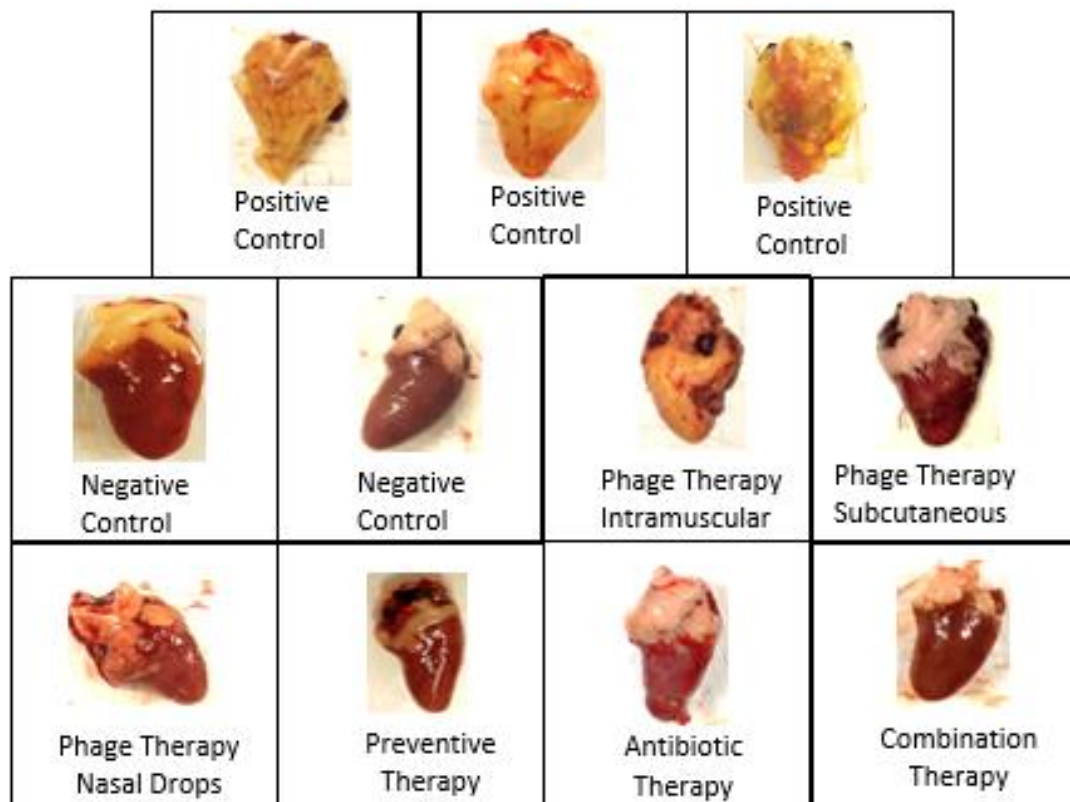 Positive
Control
Positive
Control
Positive
Control
Negative
Control
Negative
Control
Phage Therapy
Intramuscular
Phage Therapy
Subcutaneous
Phage Therapy
Nasal Drops
Preventive
Therapy
Antibiotic
Therapy
Combination
Therapy